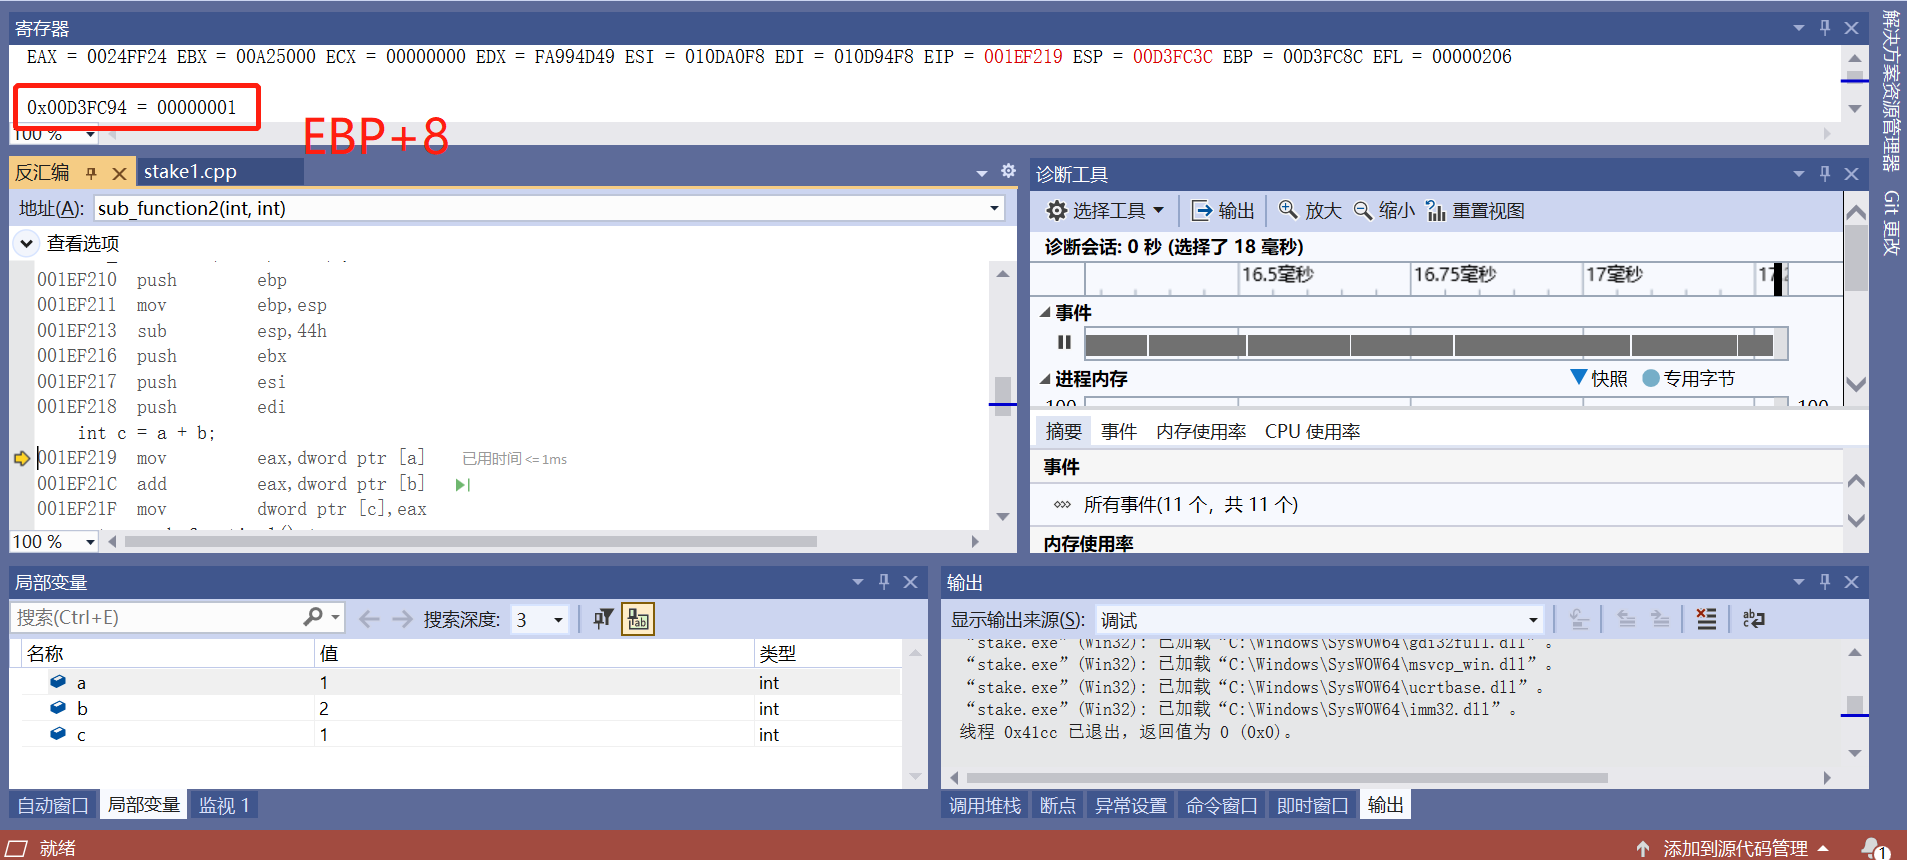 寄存器
EAX = 0024FF24 EBX = 00A25000 ECX = 00000000 EDX = FA994D49 ESI = 010DA0F8 EDI = 010D94F8 EIP = 001EF219 ESP = 00D3FC3C EBP = 00D3FC8C EFL = 00000206
0x00D3FC94 = 00000001
100 %
EBP+8
解决方案资源管理器
Git 更改
反汇编
stake1.cpp
地址(A):
sub_function2(int, int)
查看选项
001EF210 push ebp
001EF211 mov ebp,esp
001EF213 sub esp,44h
001EF216 push ebx
001EF217 push esi
001EF218 push edi
int c = a + b;
001EF219 mov eax,dword ptr [a] 已用时间 <= 1ms
001EF21C add eax,dword ptr [b]
001EF21F mov dword ptr [c],eax
100 %
诊断工具
选择工具 输出 放大 缩小 重置视图
诊断会话: 0 秒 (选择了 18 毫秒)
16.5毫秒 16.75毫秒 17毫秒
事件
进程内存
快照 专用字节
100 100
摘要 事件 内存使用率 CPU 使用率
事件
所有事件(11 个，共 11 个)
内存使用率
局部变量
搜索(Ctrl+E)
搜索深度: 3
名称 值 类型
a 1 int
b 2 int
c 1 int
自动窗口 局部变量 监视 1
输出
显示输出来源(S): 调试
“stake.exe” (Win32): 已加载 “C:\Windows\SysWOW64\gdi32full.dll”。
“stake.exe” (Win32): 已加载 “C:\Windows\SysWOW64\msvcp_win.dll”。
“stake.exe” (Win32): 已加载 “C:\Windows\SysWOW64\ucrtbase.dll”。
“stake.exe” (Win32): 已加载 “C:\Windows\SysWOW64\imm32.dll”。
线程 0x41cc 已退出，返回值为 0 (0x0)。
调用堆栈 断点 异常设置 命令窗口 即时窗口 输出
就绪
添加到源代码管理
1